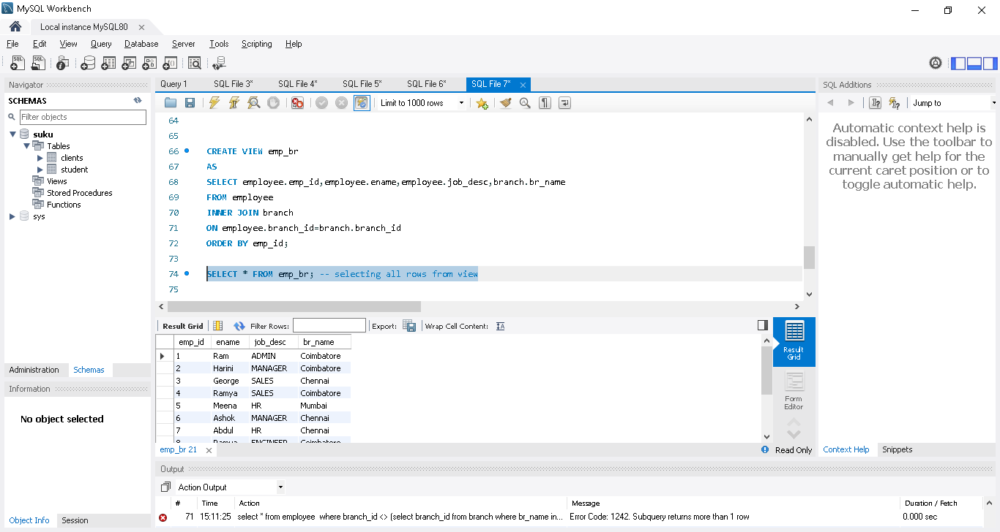 MySQL Workbench
Local instance MySQL80
File Edit View Query Database Server Tools Scripting Help
Navigator
SCHEMAS
Filter objects
suku
Tables
clients
student
Views
Stored Procedures
Functions
sys
Administration Schemas
Information
No object selected
Object Info Session
Query 1 SQL File 3* SQL File 4* SQL File 5* SQL File 6* SQL File 7*
Limit to 1000 rows
64
65
66 CREATE VIEW emp_br
67 AS
68 SELECT employee.emp_id,employee.ename,employee.job_desc,branch.br_name
69 FROM employee
70 INNER JOIN branch
71 ON employee.branch_id=branch.branch_id
72 ORDER BY emp_id;
73
74 SELECT * FROM emp_br; -- selecting all rows from view
75
Result Grid Filter Rows: Export: Wrap Cell Content:
emp_id ename job_desc br_name
1 Ram ADMIN Coimbatore
2 Harini MANAGER Coimbatore
3 George SALES Chennai
4 Ramya SALES Coimbatore
5 Meena HR Mumbai
6 Ashok MANAGER Chennai
7 Abdul HR Chennai
8 Ramya ENGINEER Coimbatore
Result
Grid
Form
Editor
emp_br 21
Read Only
Output
Action Output
# Time Action Message Duration / Fetch
71 15:11:25 select * from employee where branch_id <> (select branch_id from branch where br_name in... Error Code: 1242. Subquery returns more than 1 row 0.000 sec
SQL Additions
Jump to
Automatic context help is
disabled. Use the toolbar to
manually get help for the
current caret position or to
toggle automatic help.
Context Help Snippets